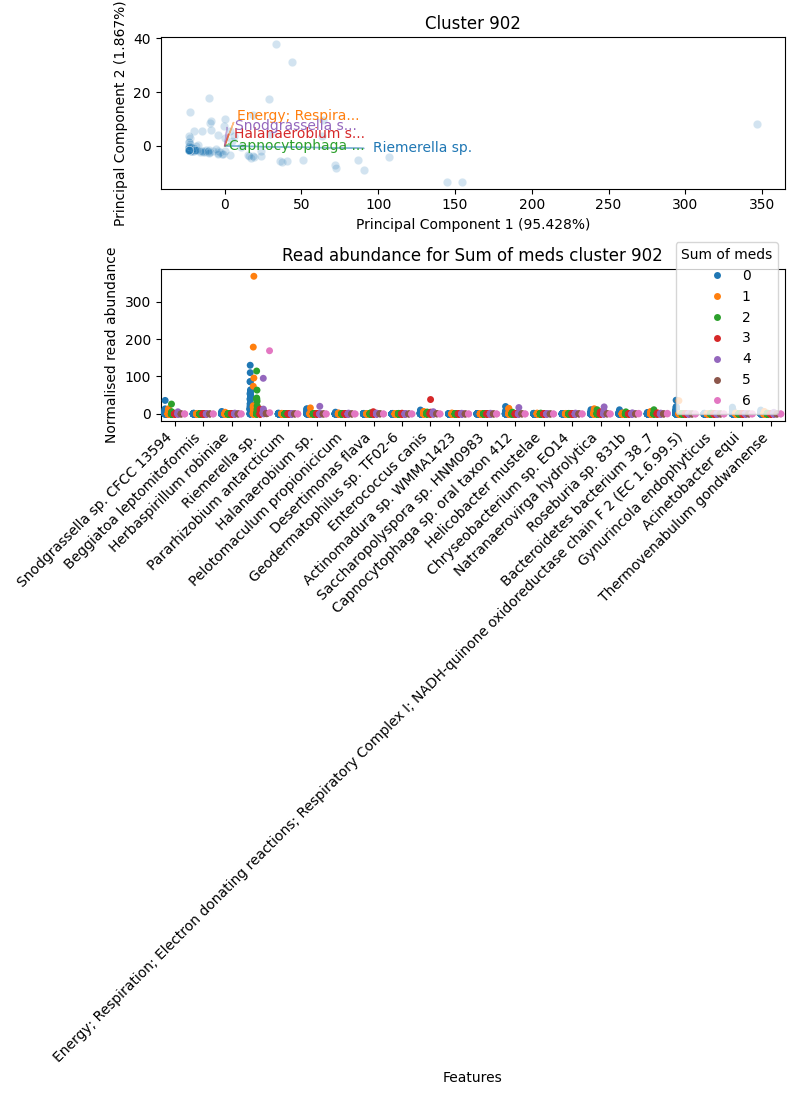 Cluster 902
Principal Component 2 (1.867%)
40
20
0
Energy; Respira...
Snodgrassella s...
Halanaerobium s...
Capnocytophaga ...
Riemerella sp.
0
50
100
150
200
250
300
350
Principal Component 1 (95.428%)
Read abundance for Sum of meds cluster 902
Normalised read abundance
300
200
100
0
Sum of meds
0
1
2
3
4
5
6
Snodgrassella sp. CFCC 13594
Beggiatoa leptomitoformis
Herbaspirillum robiniae
Riemerella sp.
Pararhizobium antarcticum
Halanaerobium sp.
Pelotomaculum propionicicum
Desertimonas flava
Geodermatophilus sp. TF02-6
Enterococcus canis
Actinomadura sp. WMMA1423
Saccharopolyspora sp. HNM0983
Capnocytophaga sp. oral taxon 412
Helicobacter mustelae
Chryseobacterium sp. EO14
Natranaerovirga hydrolytica
Roseburia sp. 831b
Bacteroidetes bacterium 38_7
Energy; Respiration; Electron donating reactions; Respiratory Complex I; NADH-quinone oxidoreductase chain F 2 (EC 1.6.99.5)
Gynurincola endophyticus
Acinetobacter equi
Thermovenabulum gondwanense
Features